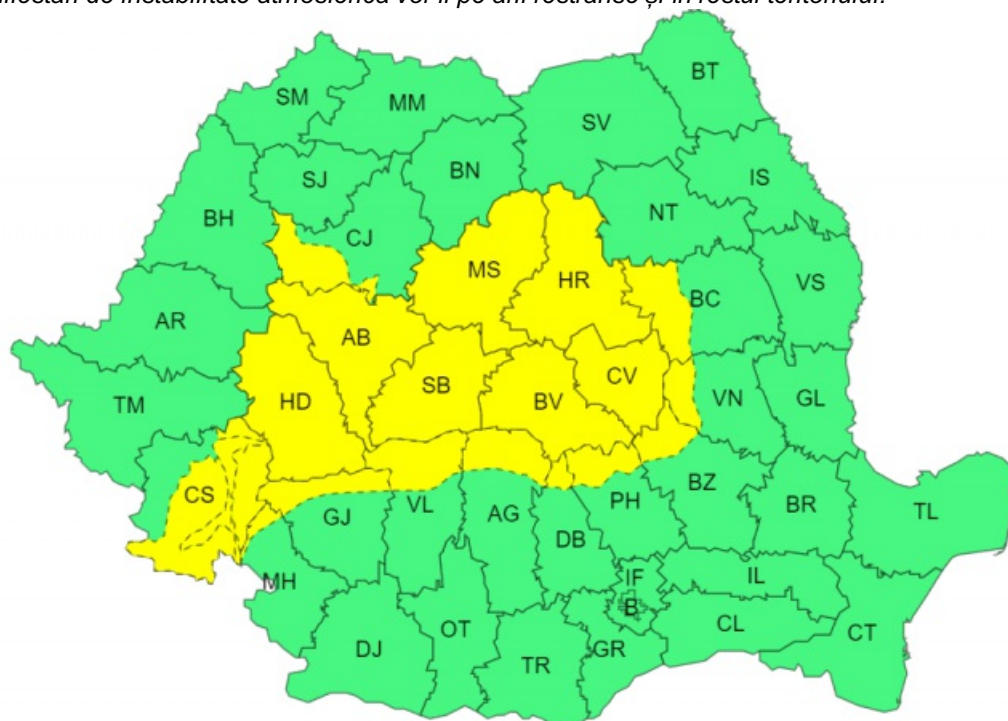 de instabilitate atmosferică vor fi pe arii restrânse și în restul teritoriului.
BT
SM
MM
SV
BN
IS
SJ
NT
BH
CJ
MS
HR
VS
BC
AR
AB
CV
SB
HD
BV
VN
GL
TM
CS
BZ
VL
PH
BR
TL
GJ
AG
DB
IF
IL
MH
B
CL
OT
CT
DJ
GR
TR